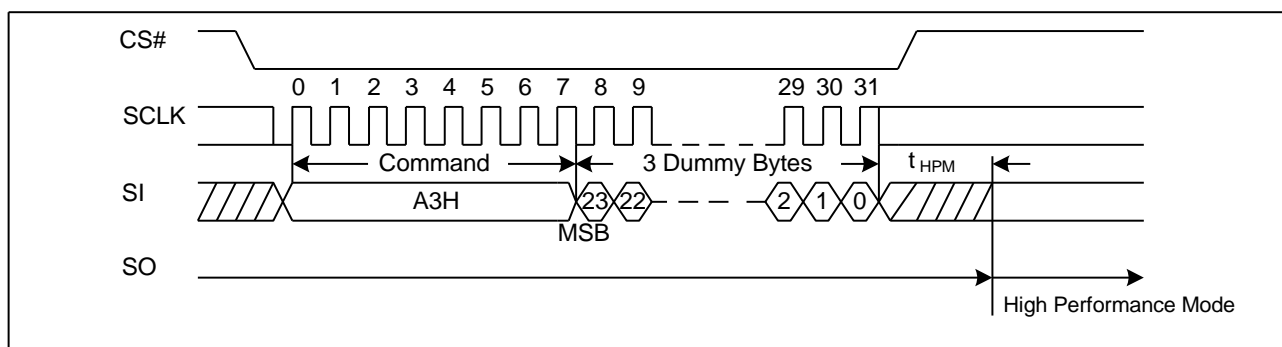 CS#
0 1 2 3 4 5 6 7 8 9 29 30 31
SCLK
Command 3 Dummy Bytes tHPM
SI A3H 23 22 2 1 0
MSB
SO
High Performance Mode